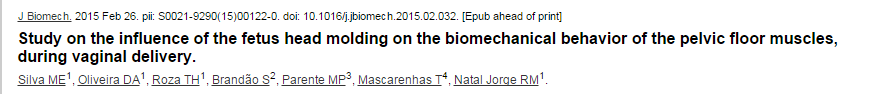 J Biomech. 2015 Feb 26. pii: S0021-9290(15)00122-0. doi: 10.1016/j.jbiomech.2015.02.032. [Epub ahead of print]
Study on the influence of the fetus head molding on the biomechanical behavior of the pelvic floor muscles,
during vaginal delivery.
Silva ME1, Oliveira DA1, Roza TH1, Brandão S2, Parente MP3, Mascarenhas T4, Natal Jorge RM1.